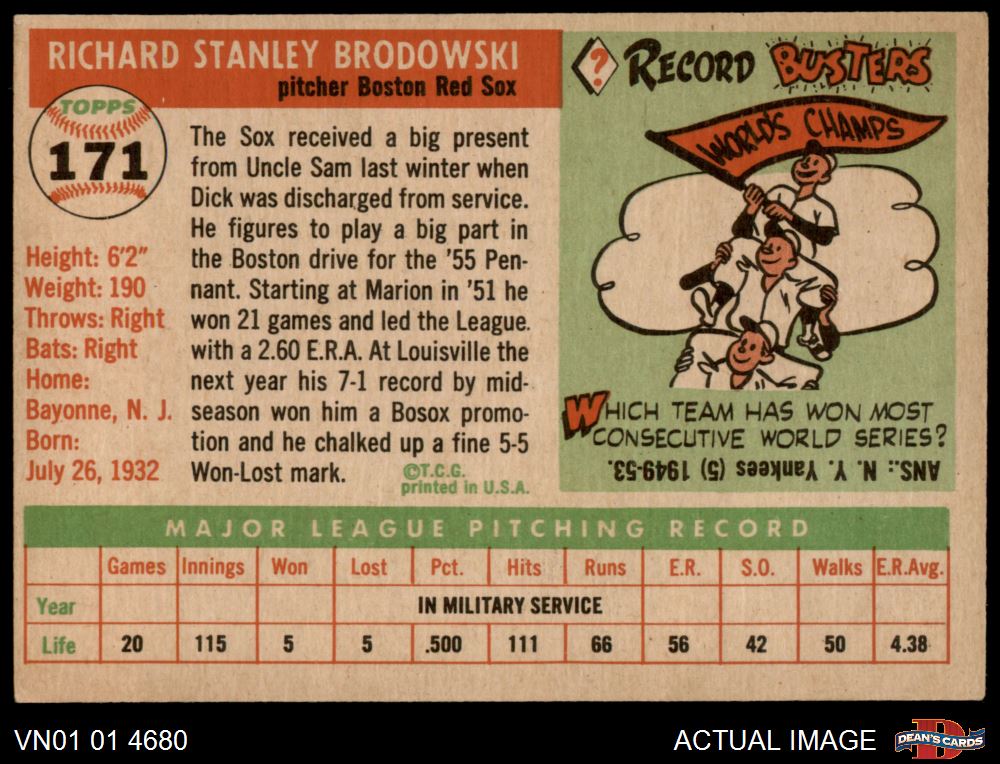 RICHARD STANLEY BRODOWSKI
pitcher Boston Red Sox
TOPPS
171
Height: 6'2"
Weight: 190
Throws: Right
Bats: Right
Home:
Bayonne, N. J.
Born:
July 26, 1932
The Sox received a big present
from Uncle Sam last winter when
Dick was discharged from service.
He figures to play a big part in
the Boston drive for the '55 Pen-
nant. Starting at Marion in '51 he
won 21 games and led the League.
with a 2.60 E.R.A. At Louisville the
next year his 7-1 record by mid-
season won him a Bosox promo-
tion and he chalked up a fine 5-5
Won-Lost mark.
©T.C.G.
printed in U.S.A.
? RECORD BUSTERS
WORLD'S CHAMPS
WHICH TEAM HAS WON MOST
CONSECUTIVE WORLD SERIES?
ANS.: N. Y. Yankees (5) 1949-53.
MAJOR LEAGUE PITCHING RECORD
Games Innings Won Lost Pct. Hits Runs E.R. S.O. Walks E.R.Avg.
Year IN MILITARY SERVICE
Life 20 115 5 5 .500 111 66 56 42 50 4.38
VN01 01 4680
ACTUAL IMAGE
DEAN'S CARDS